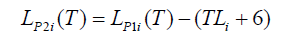 L_{P2i}(T) = L_{P1i}(T) − (TL_i + 6)